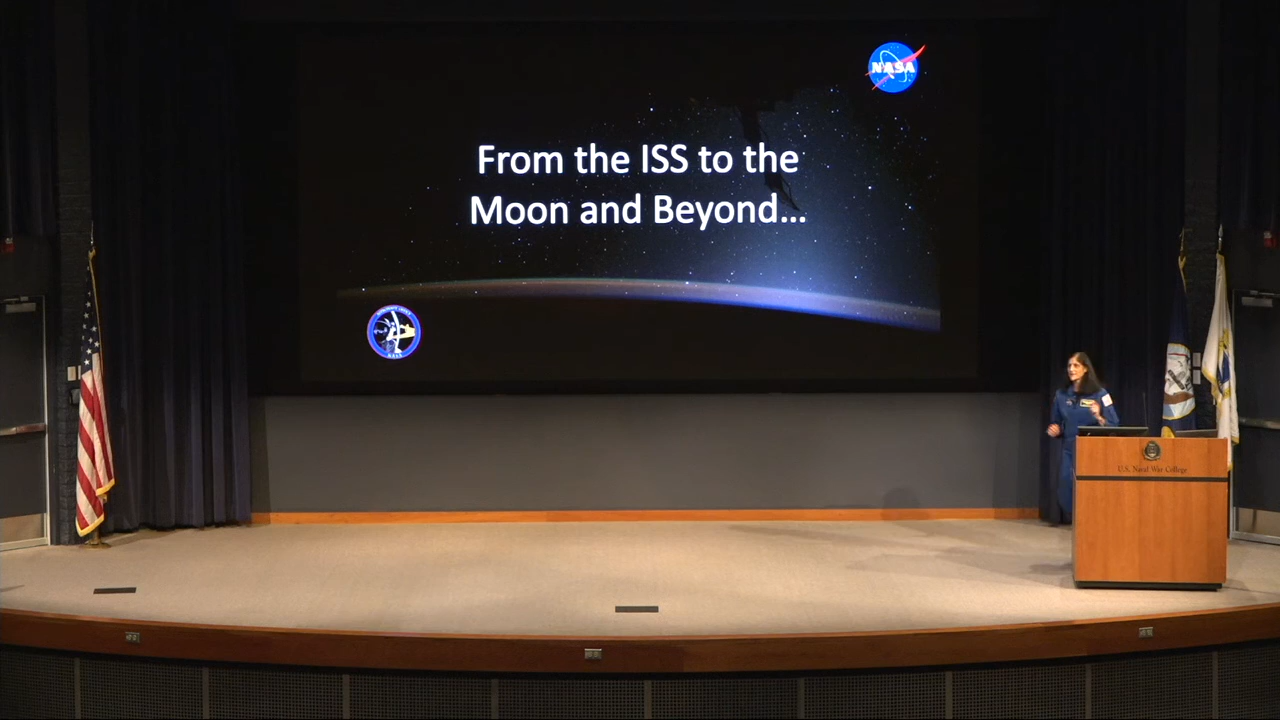 NASA
From the ISS to the
Moon and Beyond...
U.S. Naval War College